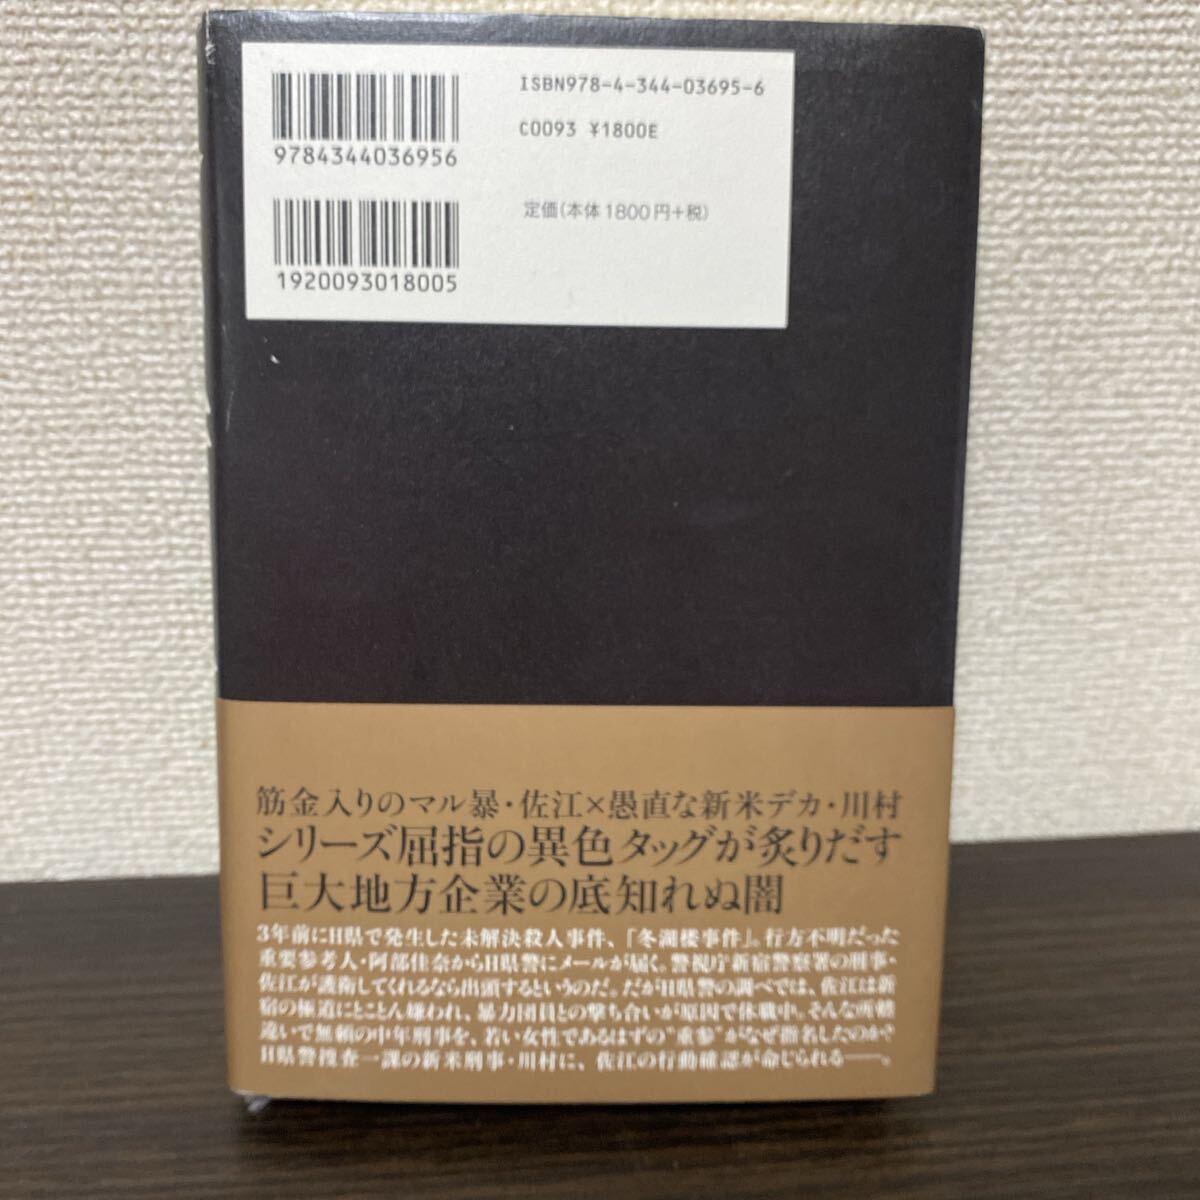 ISBN978-4-344-03695-6
C0093 ¥1800E
9784344036956
定価(本体1800円+税)
1920093018005
筋金入りのマル暴・佐江×愚直な新米デカ・川村
シリーズ屈指の異色タッグが炙りだす
巨大地方企業の底知れぬ闇
3年前にH県で発生した未解決殺人事件、「冬湖楼事件」。行方不明だった
重要参考人・阿部佳奈からH県警にメールが届く。警視庁新宿警察署の刑事・
佐江が護衛してくれるなら出頭するというのだ。だがH県警の調べでは、佐江は新
宿の極道にとことん嫌われ、暴力団員との撃ち合いが原因で休職中。そんな所轄
違いで無頼の中年刑事を、若い女性であるはずの“重参”がなぜ指名したのか？
H県警捜査一課の新米刑事・川村に、佐江の行動確認が命じられる――。